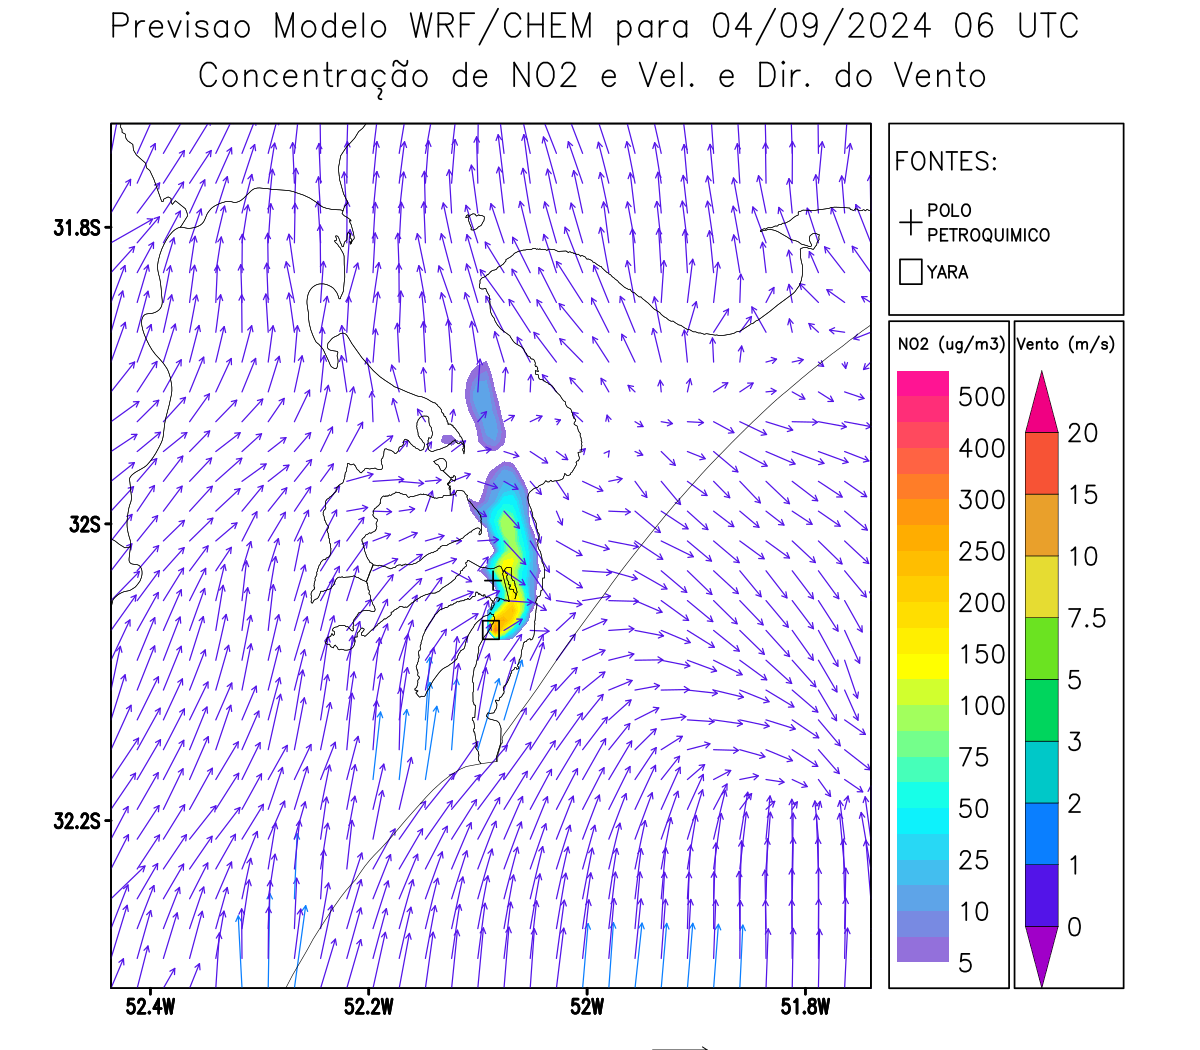 Previsao Modelo WRF/CHEM para 04/09/2024 06 UTC
Concentração de NO2 e Vel. e Dir. do Vento
FONTES:
POLO
PETROQUIMICO
YARA
NO2 (ug/m3)
500
400
300
250
200
150
100
75
50
25
10
5
Vento (m/s)
20
15
10
7.5
5
3
2
1
0
31.8S
32S
32.2S
52.4W
52.2W
52W
51.8W